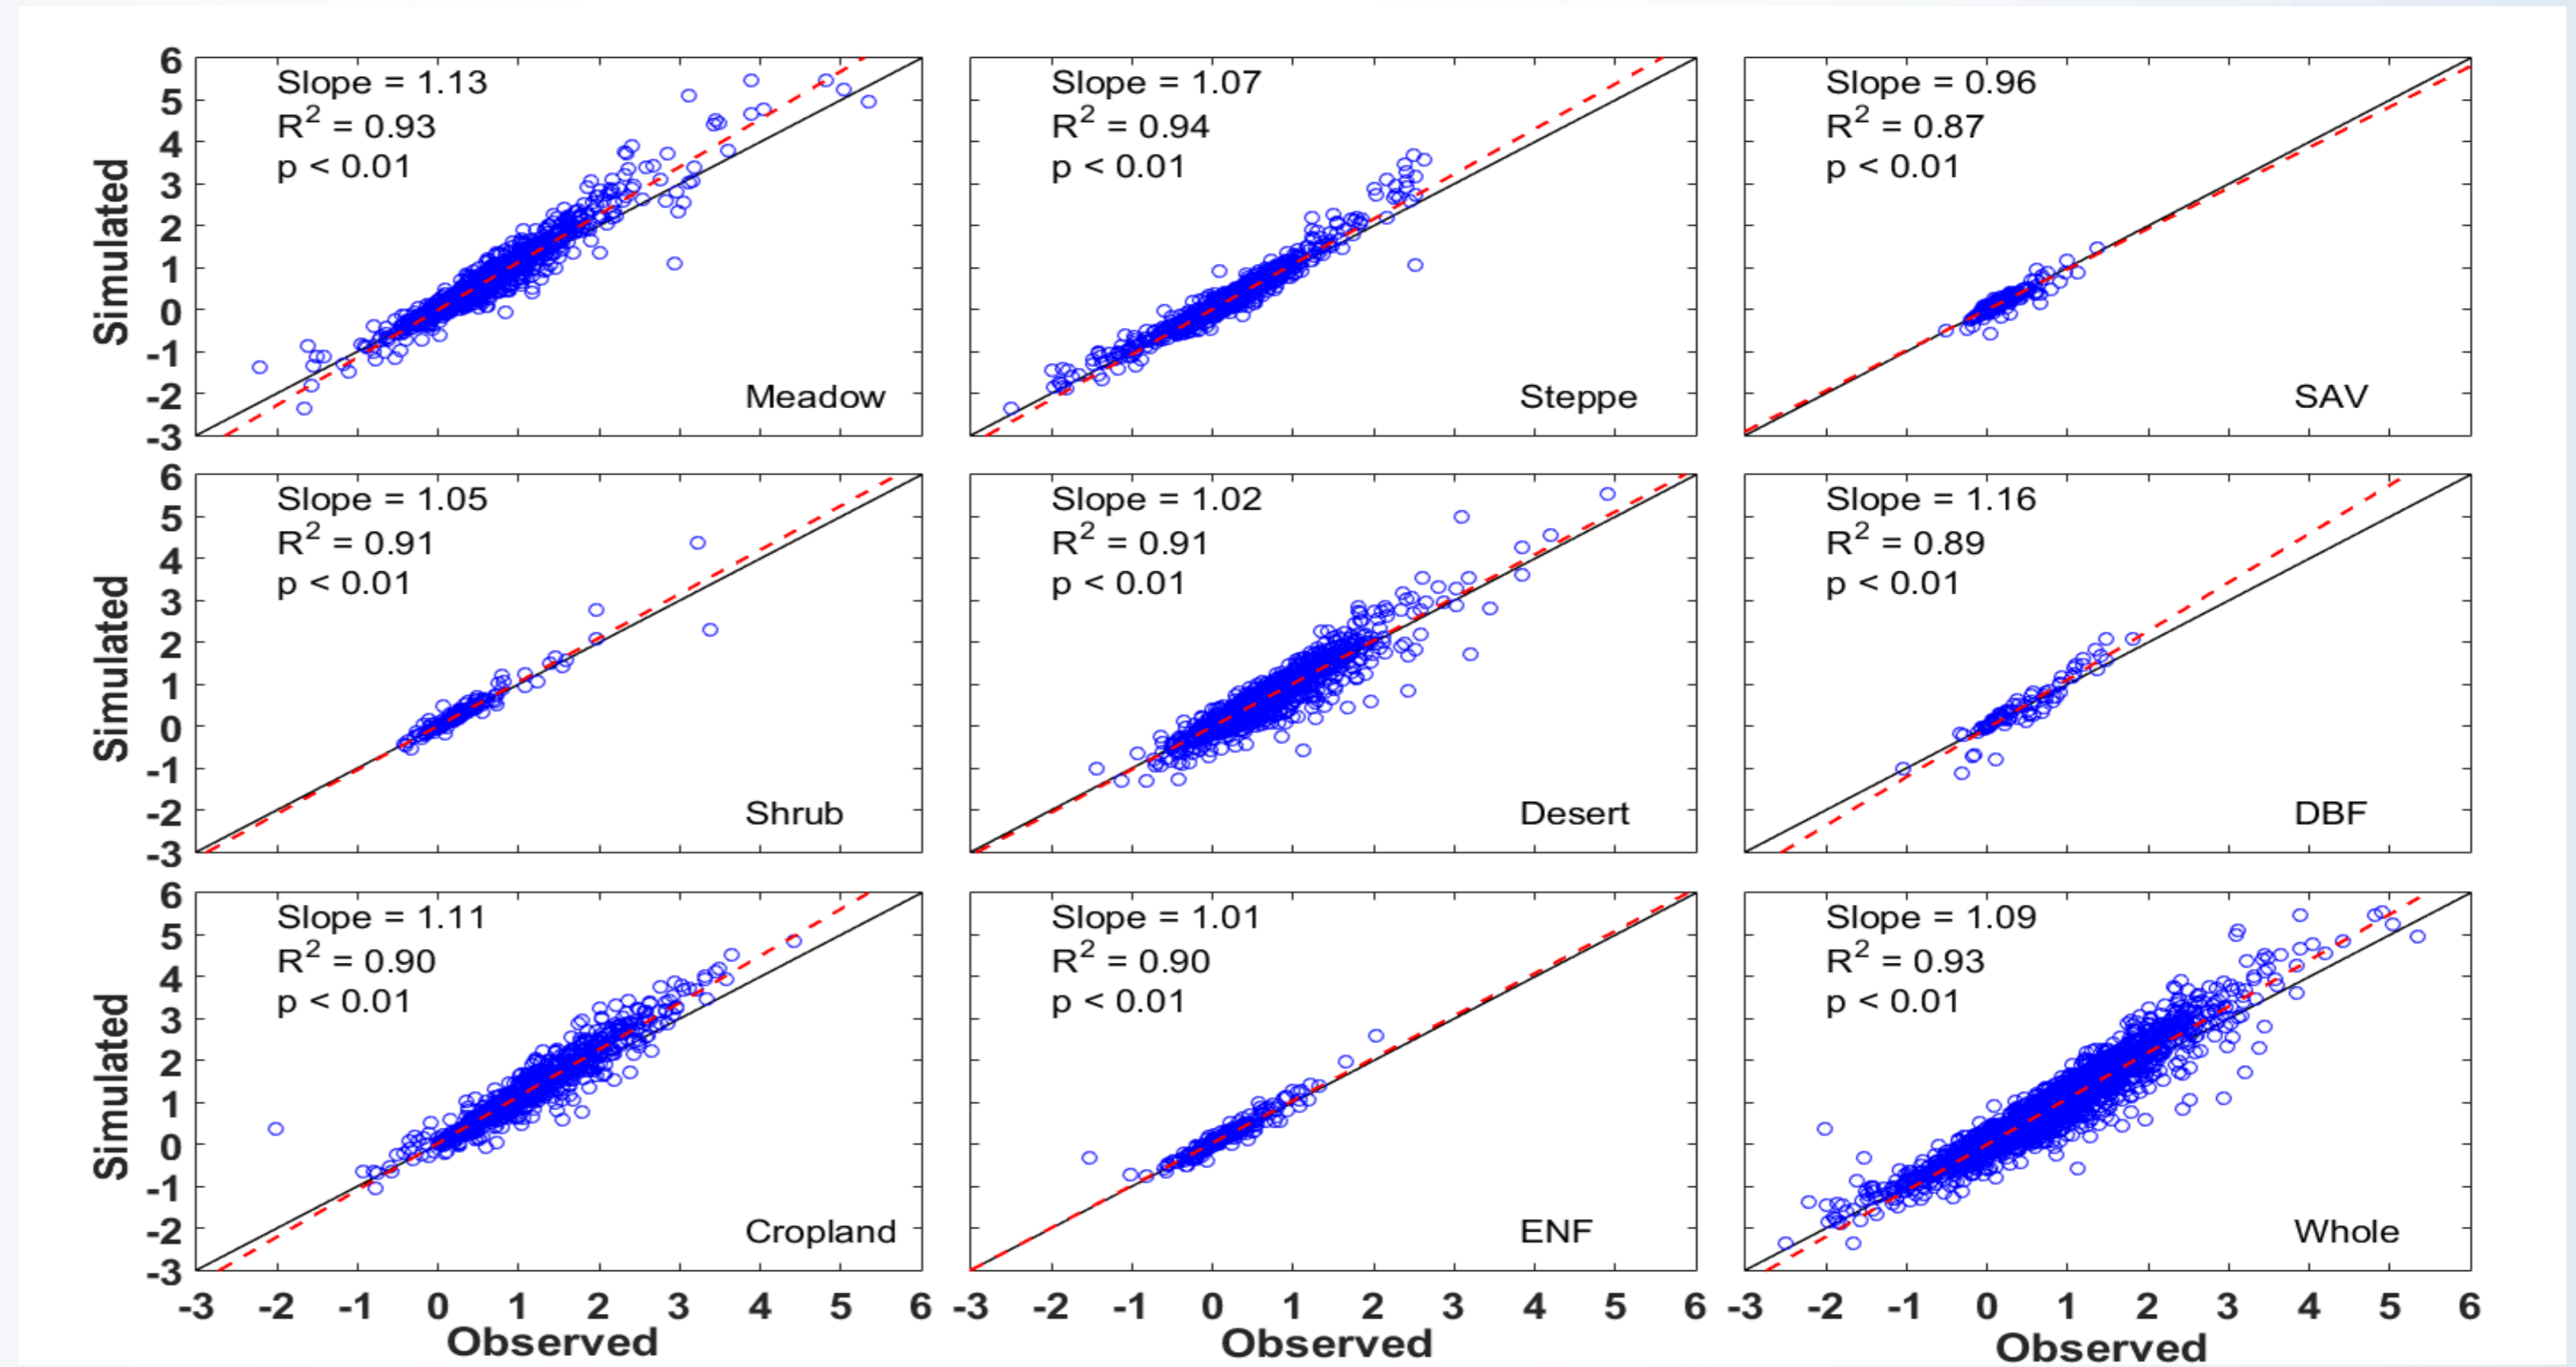 6
5
4
3
2
1
0
-1
-2
-3
Simulated
Slope = 1.13
R² = 0.93
p < 0.01
Meadow
Slope = 1.07
R² = 0.94
p < 0.01
Steppe
Slope = 0.96
R² = 0.87
p < 0.01
SAV
6
5
4
3
2
1
0
-1
-2
-3
Simulated
Slope = 1.05
R² = 0.91
p < 0.01
Shrub
Slope = 1.02
R² = 0.91
p < 0.01
Desert
Slope = 1.16
R² = 0.89
p < 0.01
DBF
6
5
4
3
2
1
0
-1
-2
-3
Simulated
Slope = 1.11
R² = 0.90
p < 0.01
Cropland
Slope = 1.01
R² = 0.90
p < 0.01
ENF
Slope = 1.09
R² = 0.93
p < 0.01
Whole
-3 -2 -1 0 1 2 3 4 5 6
-3 -2 -1 0 1 2 3 4 5 6
-3 -2 -1 0 1 2 3 4 5 6
Observed
Observed
Observed